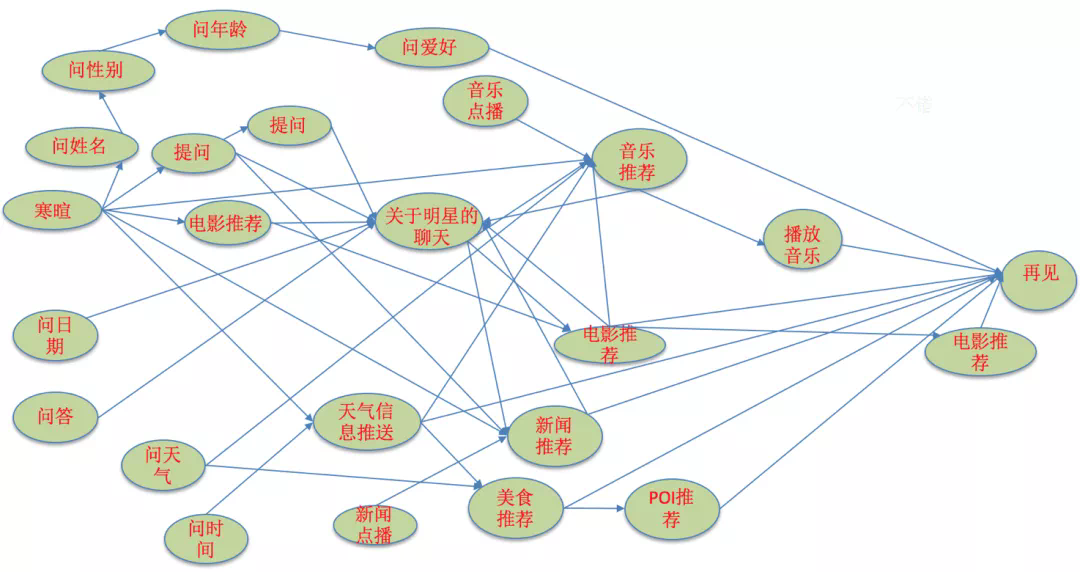 问年龄
问爱好
问性别
音乐
点播
提问
问姓名
提问
音乐
推荐
寒暄
电影推荐
关于明星的
聊天
播放
音乐
再见
问日
期
电影推
荐
电影推
荐
问答
天气信
息推送
新闻
推荐
问天
气
美食
推荐
POI推
荐
新闻
点播
问时
间